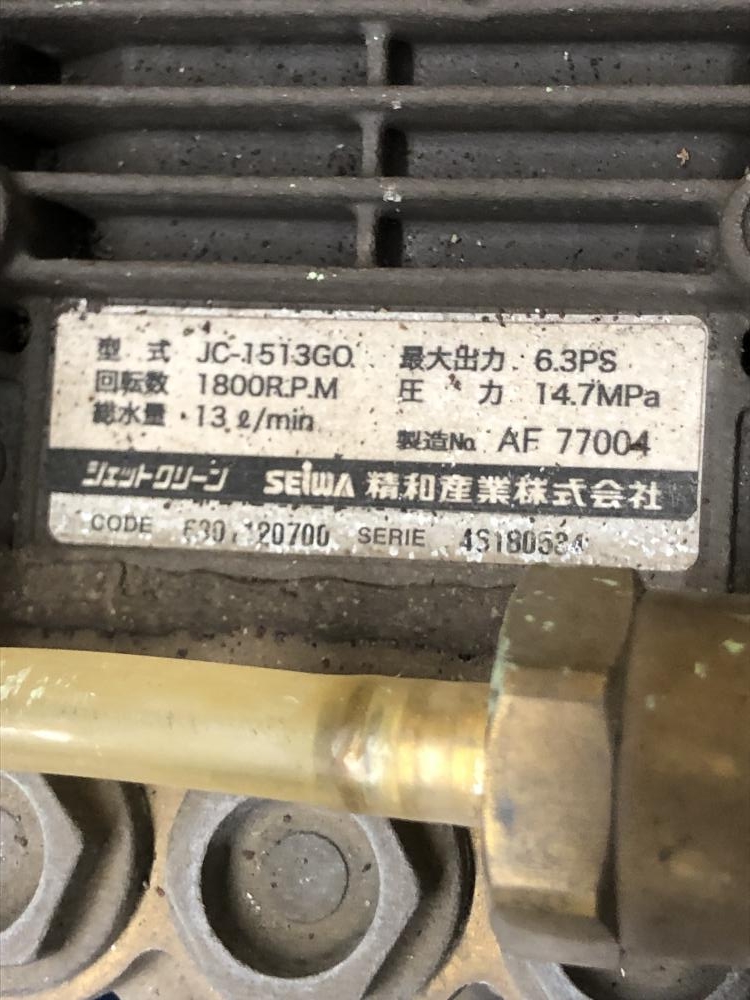 型式 JC-1513GO 最大出力 6.3PS
回転数 1800R.P.M 圧力 14.7MPa
総水量 13ℓ/min 製造No. AF 77004
ジェットクリーン SEIWA 精和産業株式会社
CODE 120700 SERIE